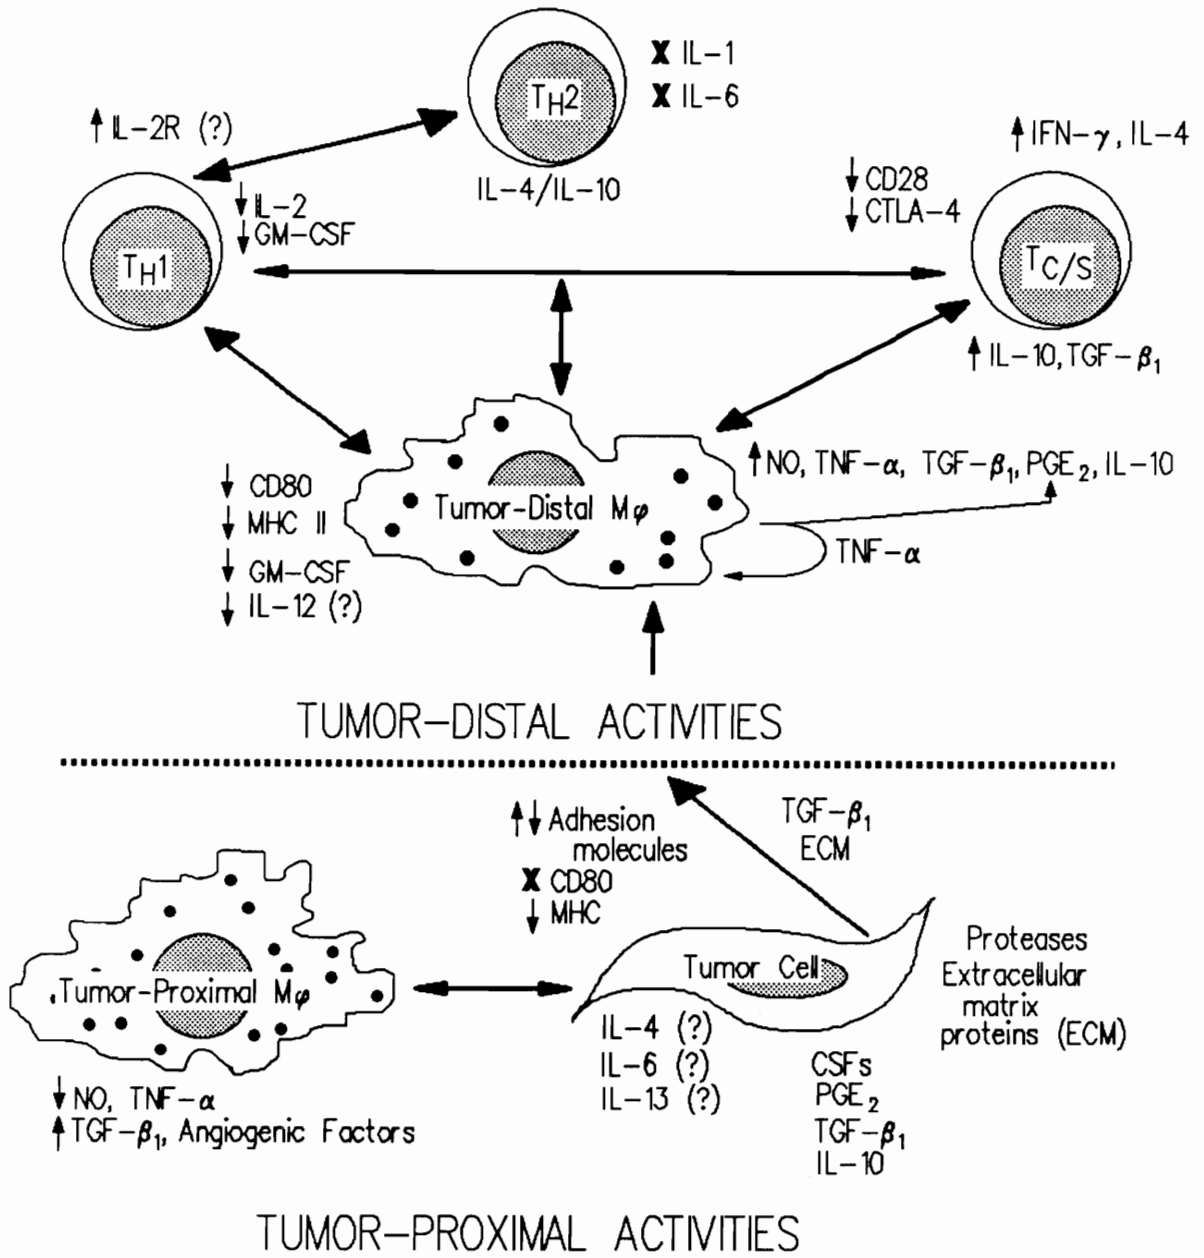 X IL-1
X IL-6
TH2
IL-4/IL-10
↑ IL-2R (?)
↓ IL-2
↓ GM-CSF
TH1
↑ IFN-γ, IL-4
↓ CD28
↓ CTLA-4
TC/S
↑ IL-10, TGF-β1
↑ NO, TNF-α, TGF-β1, PGE2, IL-10
TNF-α
Tumor-Distal Mφ
↓ CD80
↓ MHC II
↓ GM-CSF
↓ IL-12 (?)
TUMOR-DISTAL ACTIVITIES
↑↓ Adhesion
molecules
X CD80
↓ MHC
TGF-β1
ECM
Tumor-Proximal Mφ
↓ NO, TNF-α
↑ TGF-β1, Angiogenic Factors
Tumor Cell
Proteases
Extracellular
matrix
proteins (ECM)
IL-4 (?)
IL-6 (?)
IL-13 (?)
CSFs
PGE2
TGF-β1
IL-10
TUMOR-PROXIMAL ACTIVITIES